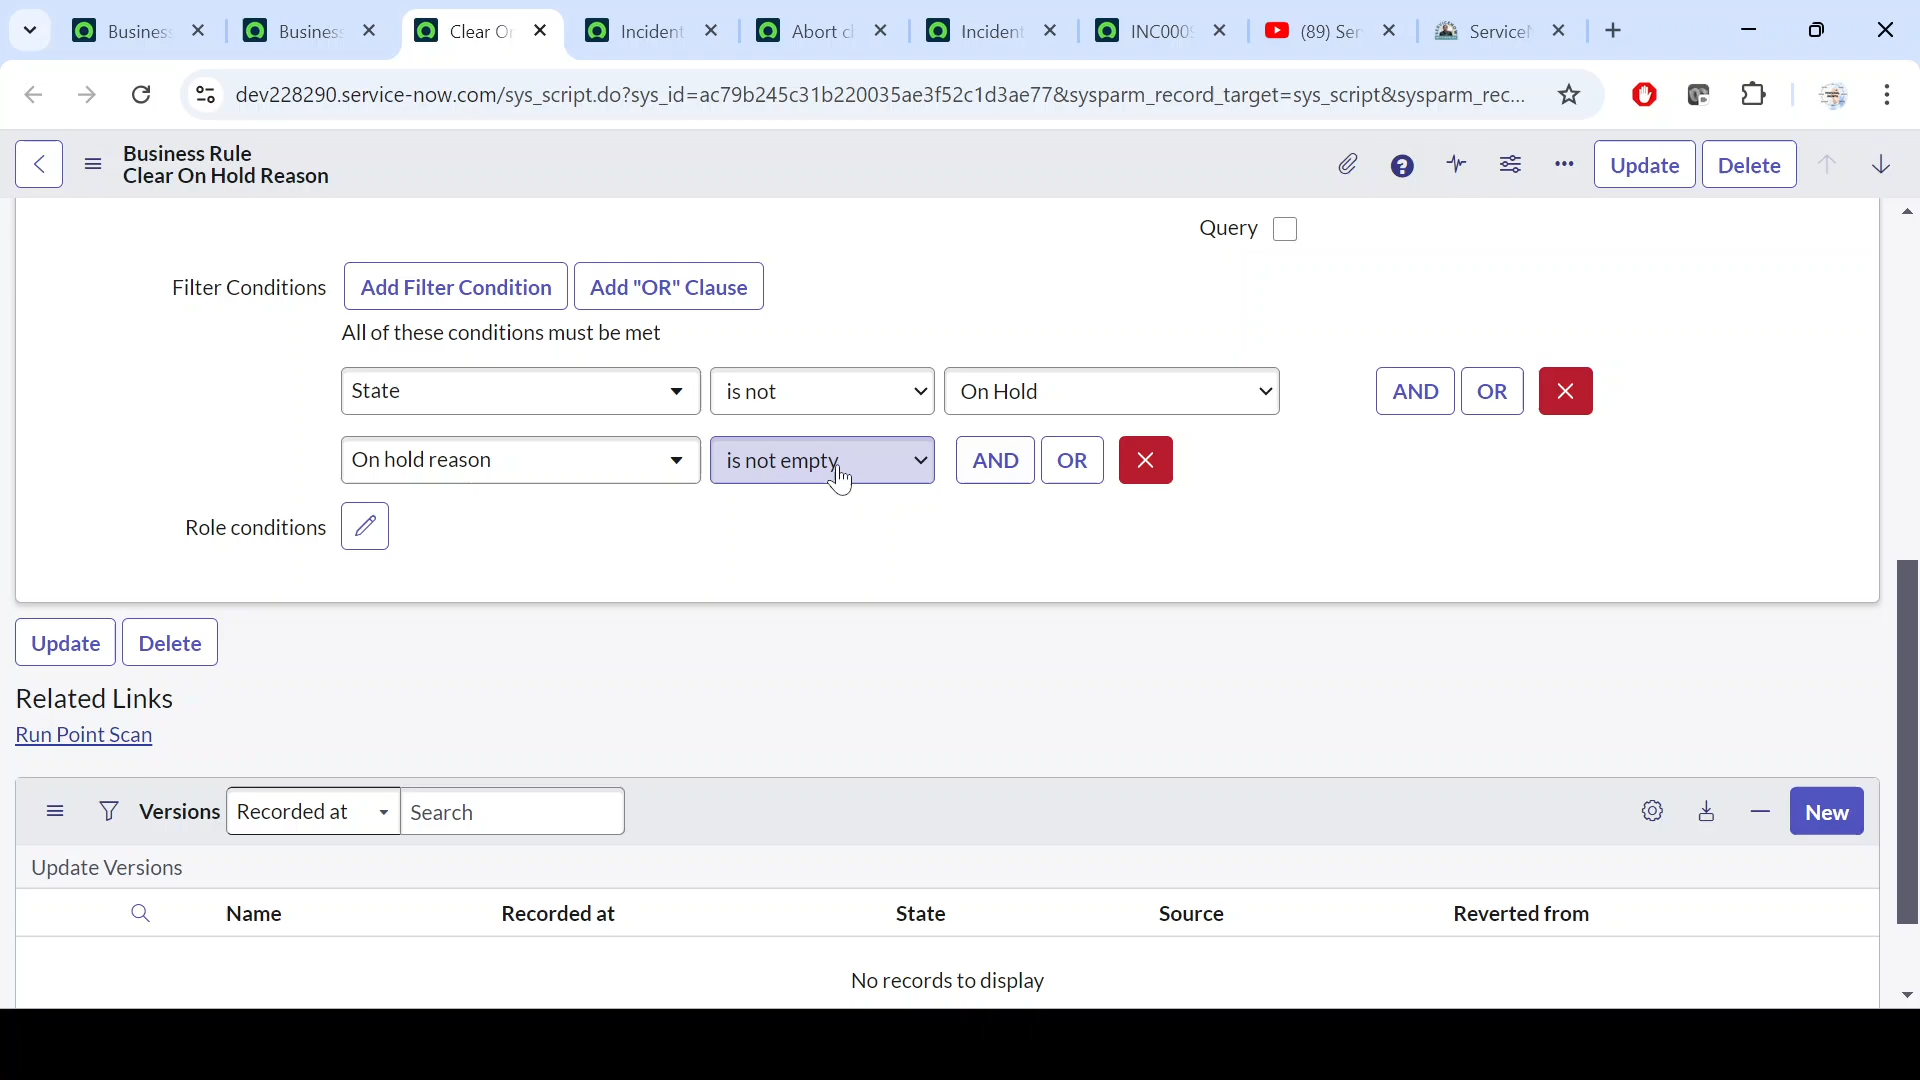 Business
Business
Clear O
Incident
Abort cl
Incident
INC0009
(89) Ser
Service
dev228290.service-now.com/sys_script.do?sys_id=ac79b245c31b220035ae3f52c1d3ae77&sysparm_record_target=sys_script&sysparm_rec...
Business Rule
Clear On Hold Reason
Update
Delete
Query
Filter Conditions
Add Filter Condition
Add "OR" Clause
All of these conditions must be met
State
is not
On Hold
AND
OR
On hold reason
is not empty
AND
OR
Role conditions
Update
Delete
Related Links
Run Point Scan
Versions
Recorded at
Search
New
Update Versions
Name
Recorded at
State
Source
Reverted from
No records to display